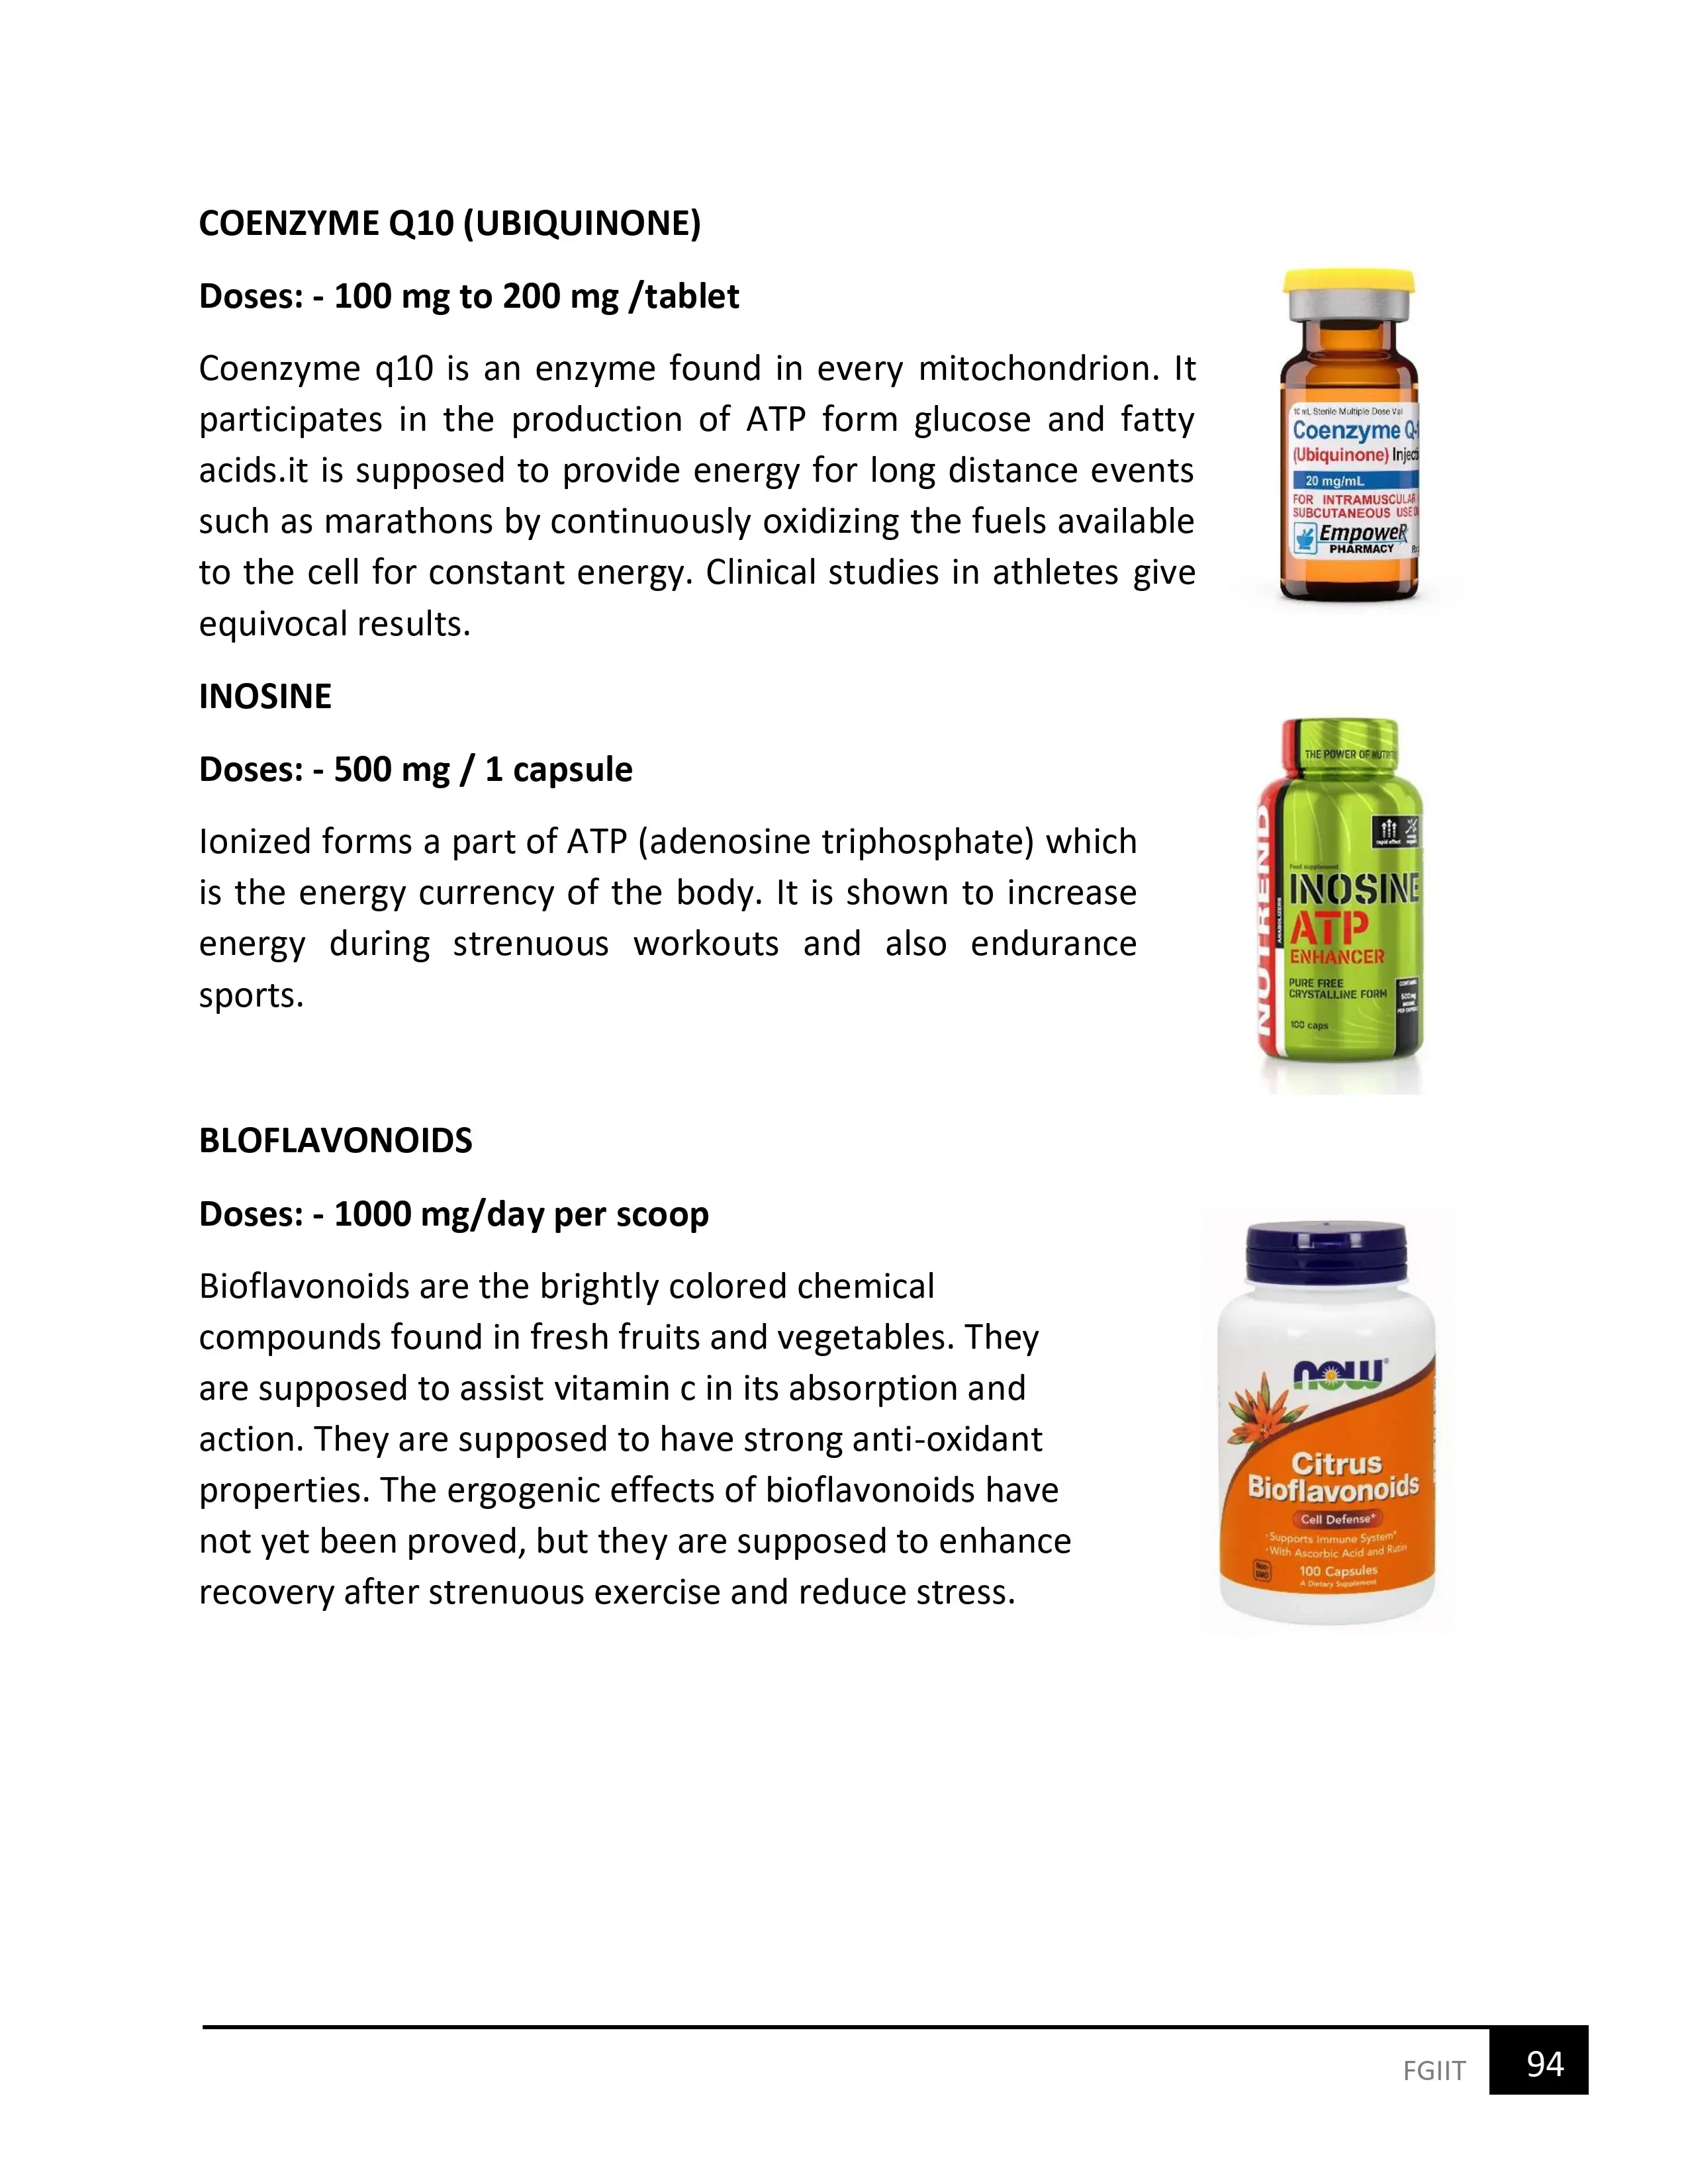 COENZYME Q10 (UBIQUINONE)
Doses: - 100 mg to 200 mg /tablet
Coenzyme q10 is an enzyme found in every mitochondrion. It
participates in the production of ATP form glucose and fatty
acids.it is supposed to provide energy for long distance events
such as marathons by continuously oxidizing the fuels available
to the cell for constant energy. Clinical studies in athletes give
equivocal results.
10 mL Sterile Multiple Dose Vial
Coenzyme Q-1
(Ubiquinone) Injecti
20 mg/mL
FOR INTRAMUSCULAR
SUBCUTANEOUS USE
EmpoweR
PHARMACY
INOSINE
Doses: - 500 mg / 1 capsule
Ionized forms a part of ATP (adenosine triphosphate) which
is the energy currency of the body. It is shown to increase
energy during strenuous workouts and also endurance
sports.
THE POWER OF NUTRI
NUTREND
rapid effect
Food supplement
INOSINE
ATP
ENHANCER
PURE FREE
CRYSTALLINE FORM
100 caps
BLOFLAVONOIDS
Doses: - 1000 mg/day per scoop
Bioflavonoids are the brightly colored chemical
compounds found in fresh fruits and vegetables. They
are supposed to assist vitamin c in its absorption and
action. They are supposed to have strong anti-oxidant
properties. The ergogenic effects of bioflavonoids have
not yet been proved, but they are supposed to enhance
recovery after strenuous exercise and reduce stress.
now®
Citrus
Bioflavonoids
Cell Defense*
•Supports Immune System*
•With Ascorbic Acid and Rutin
Non-
GMO
100 Capsules
A Dietary Supplement
FGIIT 94